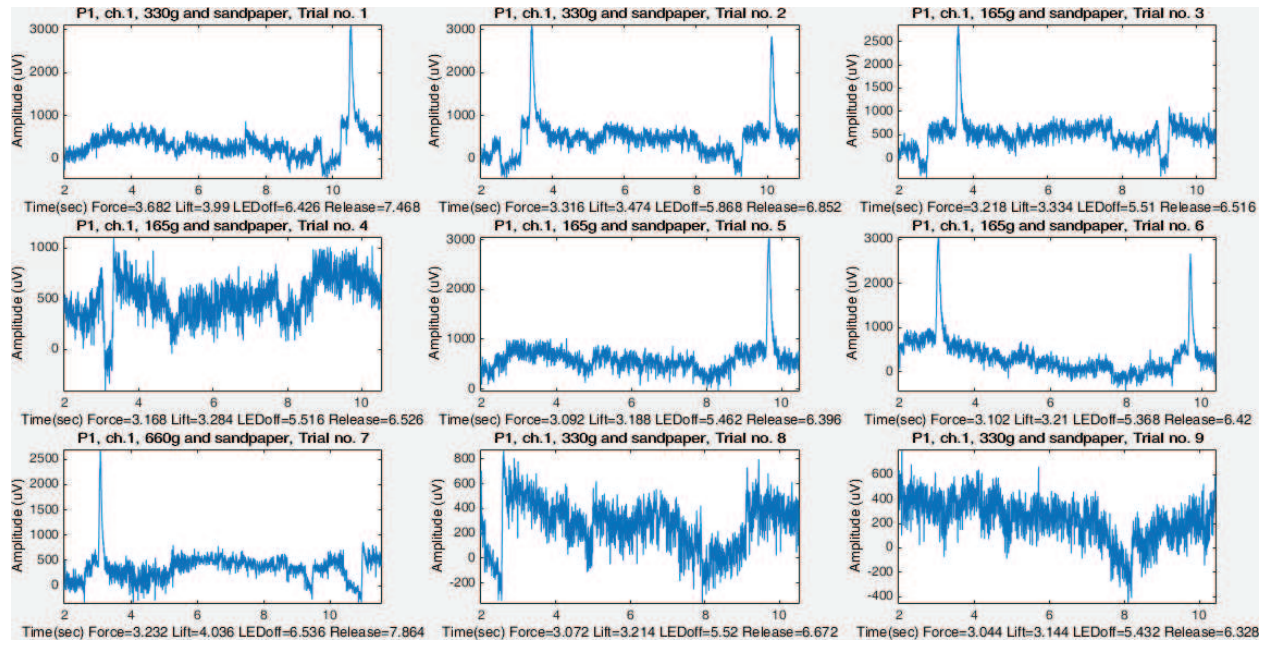 P1, ch.1, 330g and sandpaper, Trial no. 1
Amplitude (uV)
3000
2000
1000
0
2 4 6 8 10
Time(sec) Force=3.682 Lift=3.99 LEDoff=6.426 Release=7.468
P1, ch.1, 330g and sandpaper, Trial no. 2
Amplitude (uV)
3000
2000
1000
0
2 4 6 8 10
Time(sec) Force=3.316 Lift=3.474 LEDoff=5.868 Release=6.852
P1, ch.1, 165g and sandpaper, Trial no. 3
Amplitude (uV)
2500
2000
1500
1000
500
0
2 4 6 8 10
Time(sec) Force=3.218 Lift=3.334 LEDoff=5.51 Release=6.516
P1, ch.1, 165g and sandpaper, Trial no. 4
Amplitude (uV)
1000
500
0
2 4 6 8 10
Time(sec) Force=3.168 Lift=3.284 LEDoff=5.516 Release=6.526
P1, ch.1, 165g and sandpaper, Trial no. 5
Amplitude (uV)
3000
2000
1000
0
2 4 6 8 10
Time(sec) Force=3.092 Lift=3.188 LEDoff=5.462 Release=6.396
P1, ch.1, 165g and sandpaper, Trial no. 6
Amplitude (uV)
3000
2000
1000
0
2 4 6 8 10
Time(sec) Force=3.102 Lift=3.21 LEDoff=5.368 Release=6.42
P1, ch.1, 660g and sandpaper, Trial no. 7
Amplitude (uV)
2500
2000
1500
1000
500
0
2 4 6 8 10
Time(sec) Force=3.232 Lift=4.036 LEDoff=6.536 Release=7.864
P1, ch.1, 330g and sandpaper, Trial no. 8
Amplitude (uV)
800
600
400
200
0
-200
2 4 6 8 10
Time(sec) Force=3.072 Lift=3.214 LEDoff=5.52 Release=6.672
P1, ch.1, 330g and sandpaper, Trial no. 9
Amplitude (uV)
600
400
200
0
-200
-400
2 4 6 8 10
Time(sec) Force=3.044 Lift=3.144 LEDoff=5.432 Release=6.328